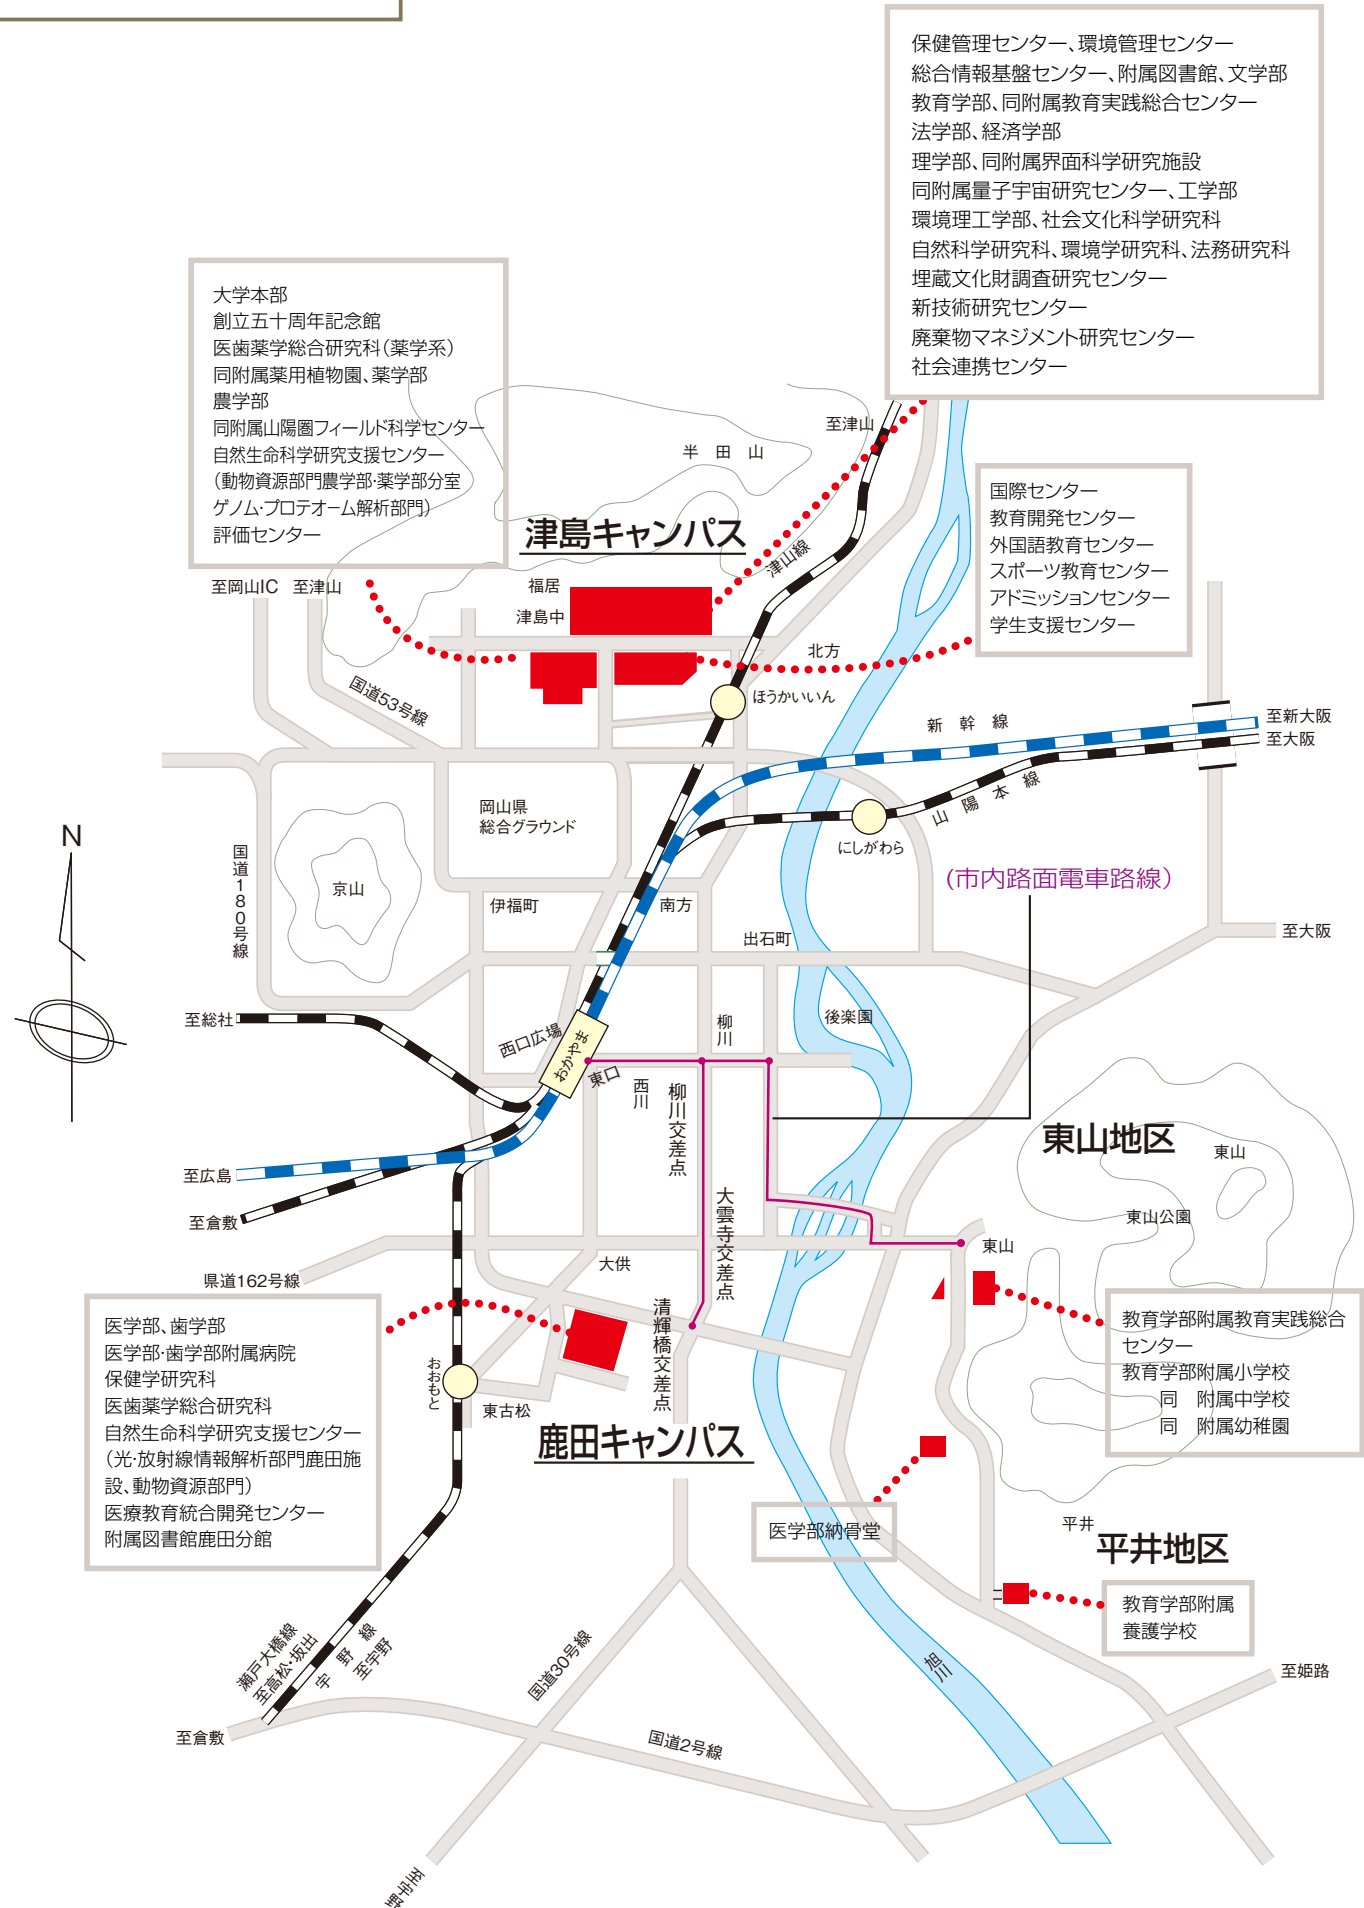 保健管理センター、環境管理センター
総合情報基盤センター、附属図書館、文学部
教育学部、同附属教育実践総合センター
法学部、経済学部
理学部、同附属界面科学研究施設
同附属量子宇宙研究センター、工学部
環境理工学部、社会文化科学研究科
自然科学研究科、環境学研究科、法務研究科
埋蔵文化財調査研究センター
新技術研究センター
廃棄物マネジメント研究センター
社会連携センター
大学本部
創立五十周年記念館
医歯薬学総合研究科（薬学系）
同附属薬用植物園、薬学部
農学部
同附属山陽圏フィールド科学センター
自然生命科学研究支援センター
（動物資源部門農学部・薬学部分室
ゲノム・プロテオーム解析部門）
評価センター
至津山
半田山
国際センター
教育開発センター
外国語教育センター
スポーツ教育センター
アドミッションセンター
学生支援センター
津島キャンパス
津山線
至岡山IC
至津山
福居
津島中
北方
国道53号線
ほうかいいん
新幹線
至新大阪
至大阪
山陽本線
岡山県
総合グラウンド
にしがわら
N
国道180号線
京山
（市内路面電車路線）
伊福町
南方
出石町
至大阪
至総社
西口広場
おかやま
東口
柳川
後楽園
西川
柳川交差点
東山地区
東山
至広島
至倉敷
大雲寺交差点
東山公園
東山
大供
県道162号線
清輝橋交差点
医学部、歯学部
医学部・歯学部附属病院
保健学研究科
医歯薬学総合研究科
自然生命科学研究支援センター
（光・放射線情報解析部門鹿田施
設、動物資源部門）
医療教育統合開発センター
附属図書館鹿田分館
教育学部附属教育実践総合
センター
教育学部附属小学校
同　附属中学校
同　附属幼稚園
おおもと
東古松
鹿田キャンパス
医学部納骨堂
平井
平井地区
教育学部附属
養護学校
瀬戸大橋線
至高松・坂出
宇野線
至宇野
国道30号線
旭川
至姫路
至倉敷
国道2号線
至宇野